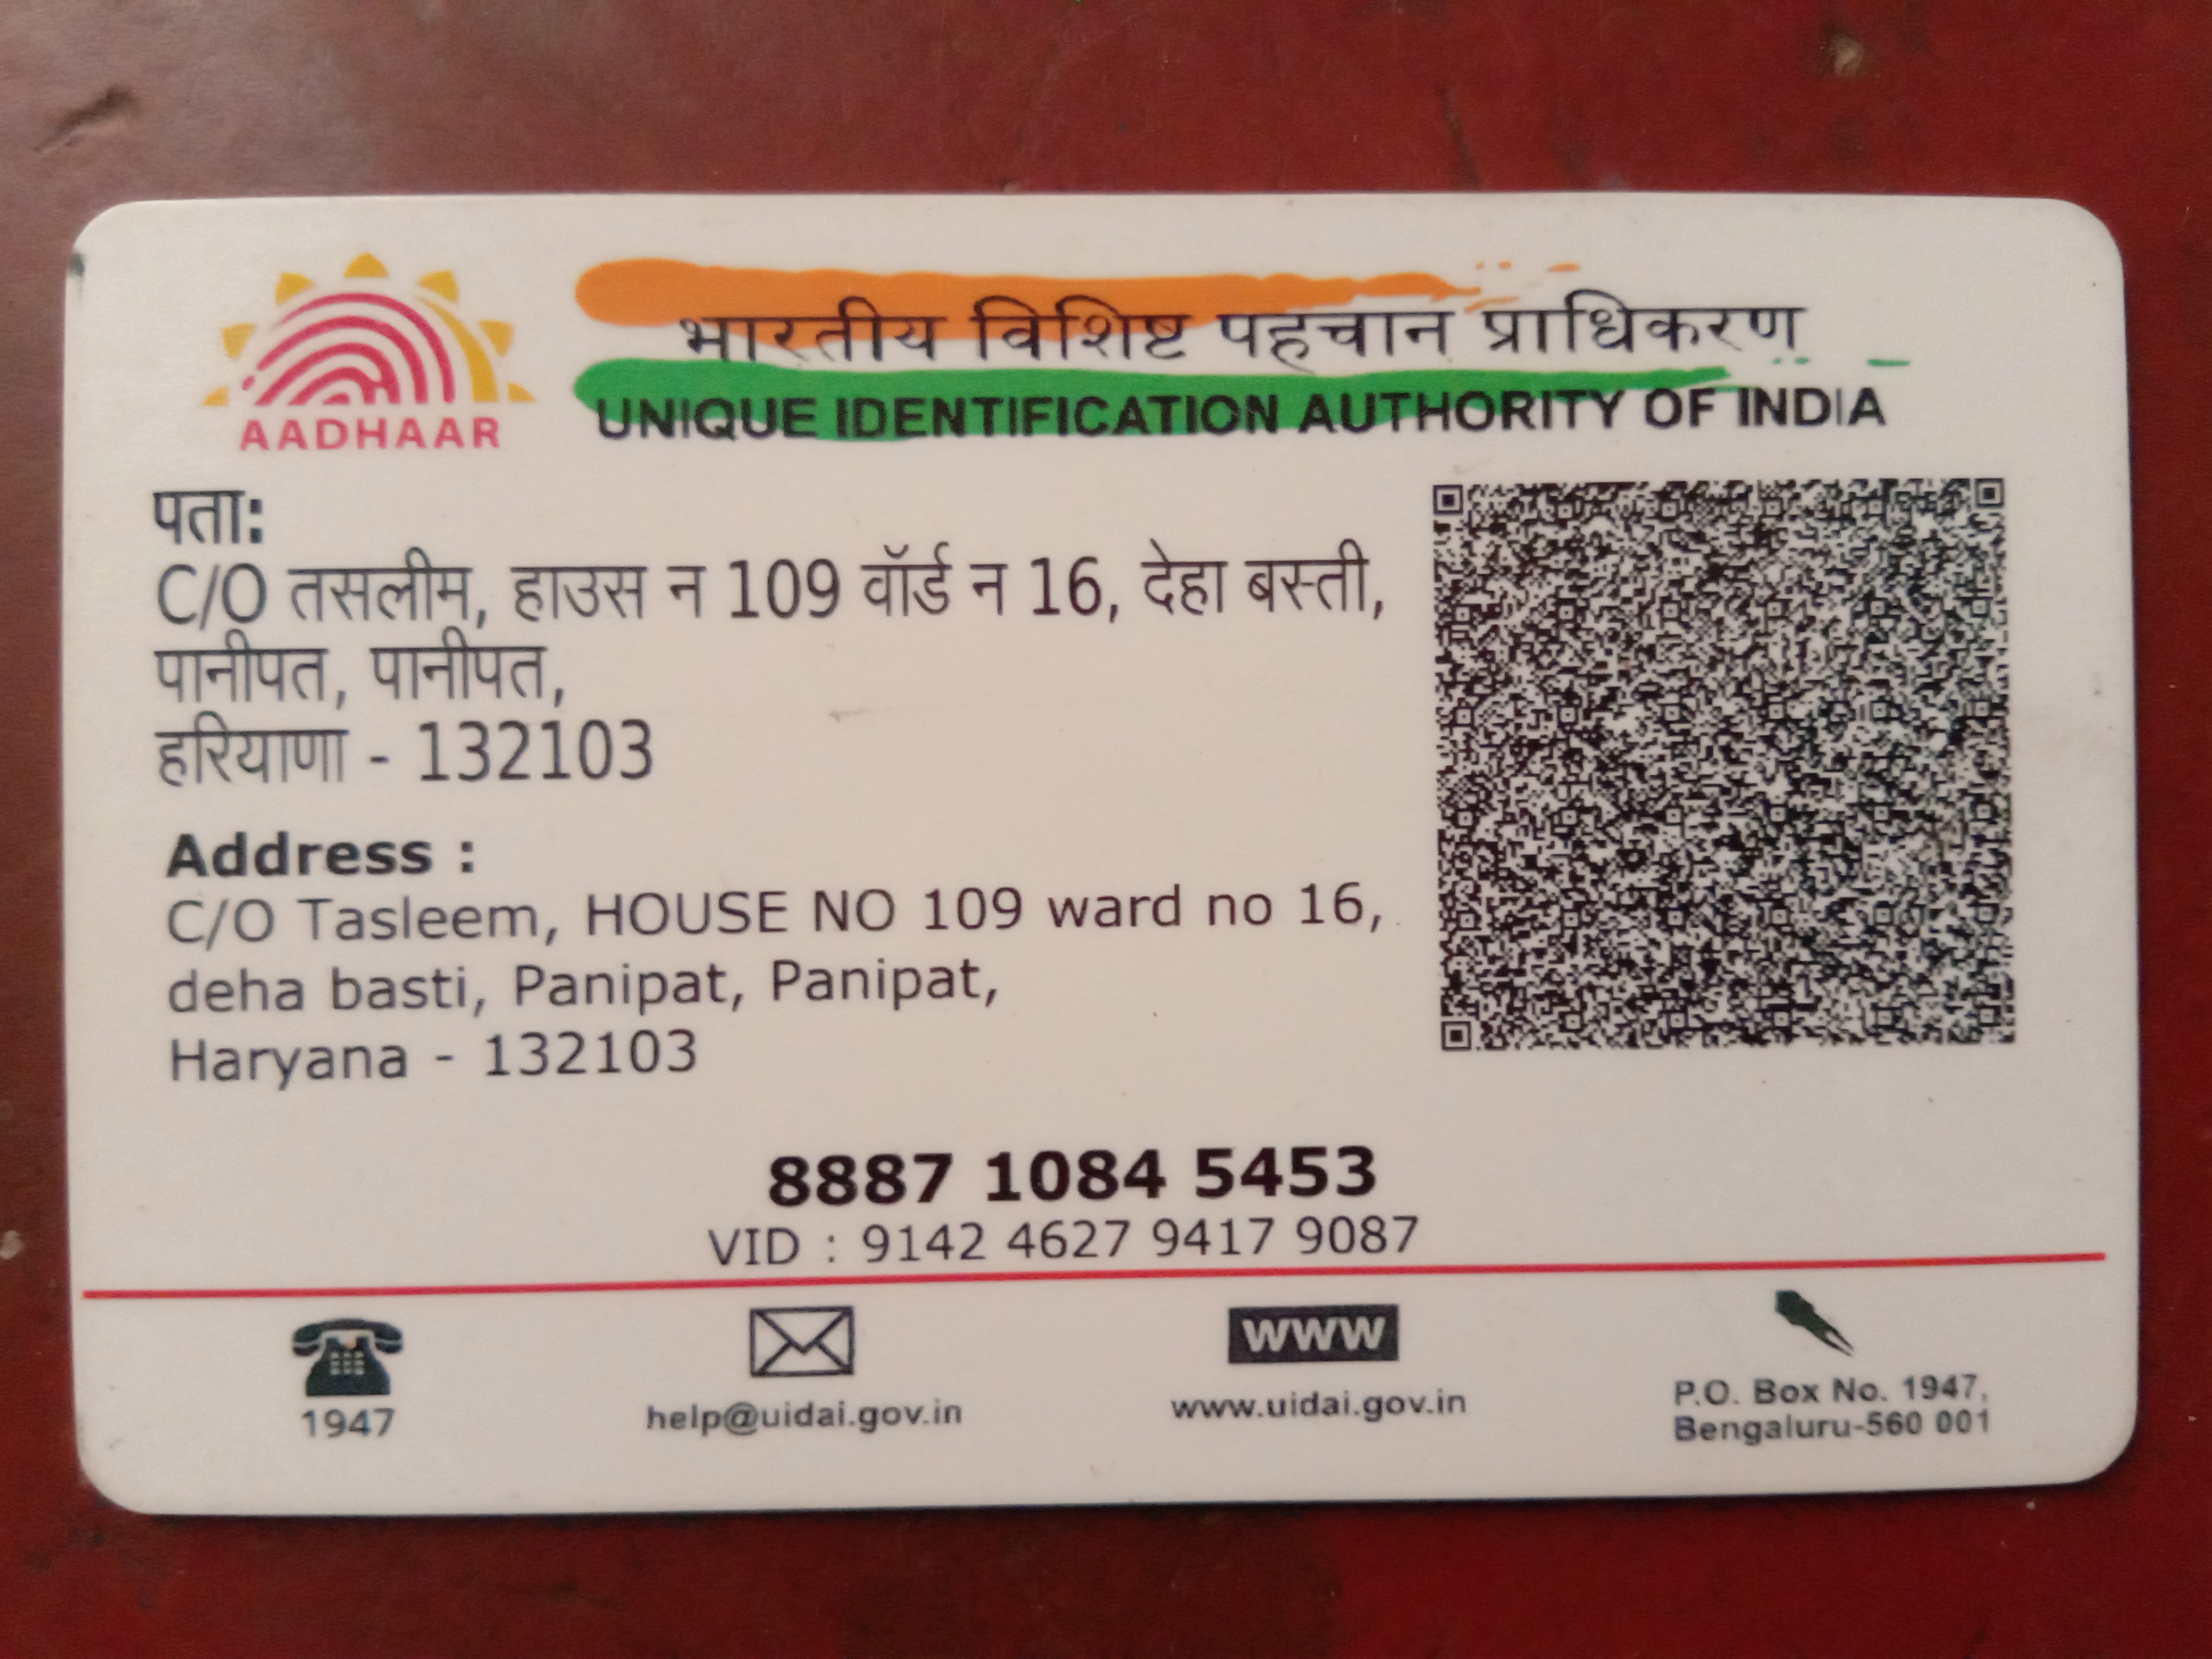 AADHAAR
भारतीय विशिष्ट पहचान प्राधिकरण
UNIQUE IDENTIFICATION AUTHORITY OF INDIA
पता:
C/O तसलीम, हाउस न 109 वॉर्ड न 16, देहा बस्ती,
पानीपत, पानीपत,
हरियाणा - 132103
Address :
C/O Tasleem, HOUSE NO 109 ward no 16,
deha basti, Panipat, Panipat,
Haryana - 132103
8887 1084 5453
VID : 9142 4627 9417 9087
1947
help@uidai.gov.in
WWW
www.uidai.gov.in
P.O. Box No. 1947,
Bengaluru-560 001